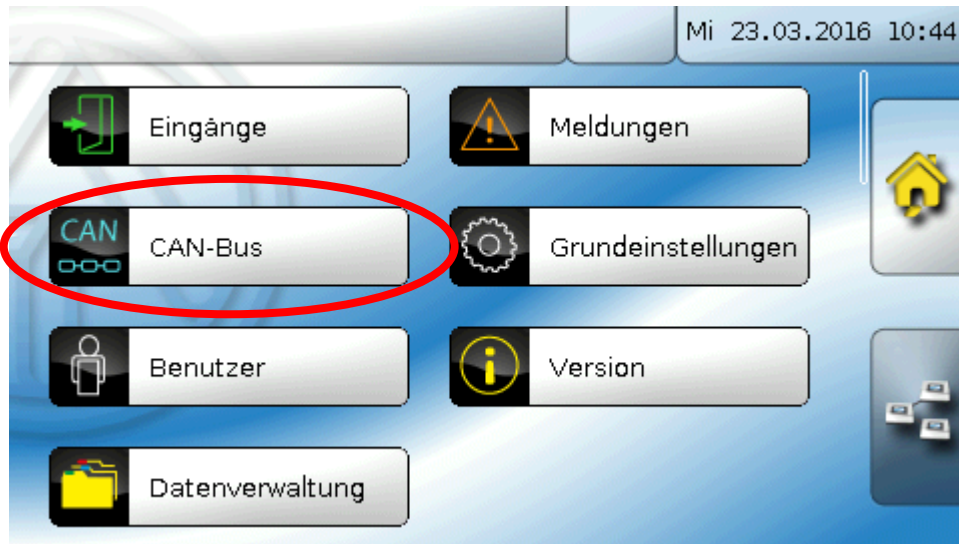 Mi 23.03.2016 10:44
Eingänge
Meldungen
CAN
CAN-Bus
Grundeinstellungen
Benutzer
Version
Datenverwaltung